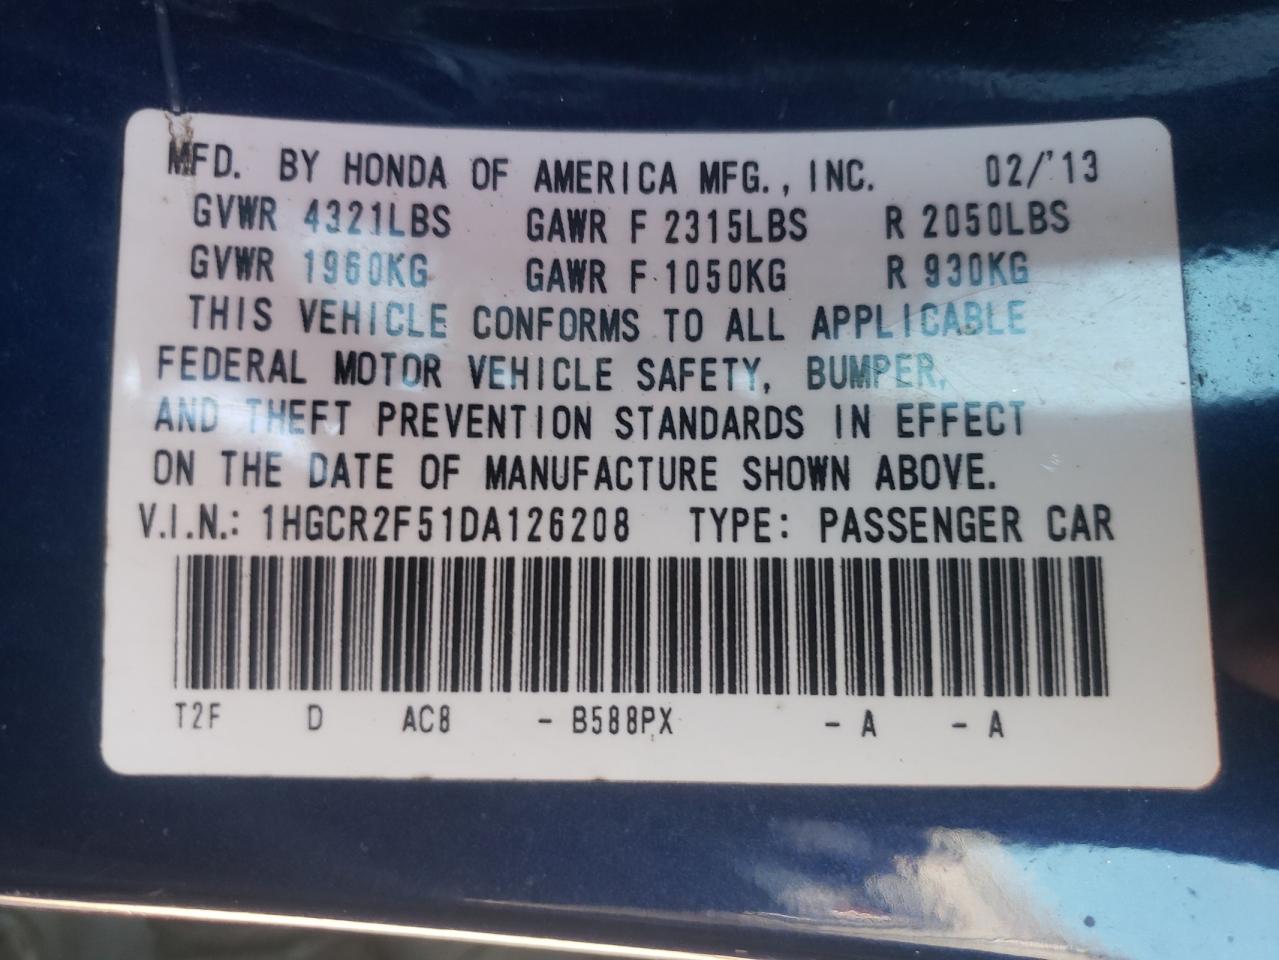 MFD. BY HONDA OF AMERICA MFG., INC. 02/'13
GVWR 4321LBS GAWR F 2315LBS R 2050LBS
GVWR 1960KG GAWR F 1050KG R 930KG
THIS VEHICLE CONFORMS TO ALL APPLICABLE
FEDERAL MOTOR VEHICLE SAFETY, BUMPER,
AND THEFT PREVENTION STANDARDS IN EFFECT
ON THE DATE OF MANUFACTURE SHOWN ABOVE.
V.I.N.: 1HGCR2F51DA126208 TYPE: PASSENGER CAR
T2F D AC8 - B588PX - A - A